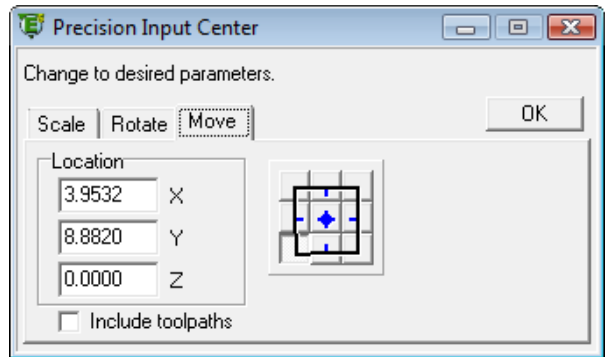 Precision Input Center
Change to desired parameters.
Scale Rotate Move
OK
Location
3.9532 X
8.8820 Y
0.0000 Z
Include toolpaths